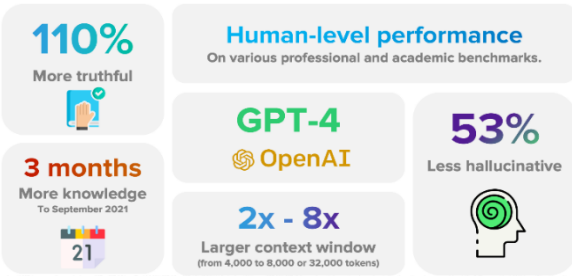 110%
More truthful
Human-level performance
On various professional and academic benchmarks.
3 months
More knowledge
To September 2021
21
GPT-4
OpenAI
2x - 8x
Larger context window
(from 4,000 to 8,000 or 32,000 tokens)
53%
Less hallucinative